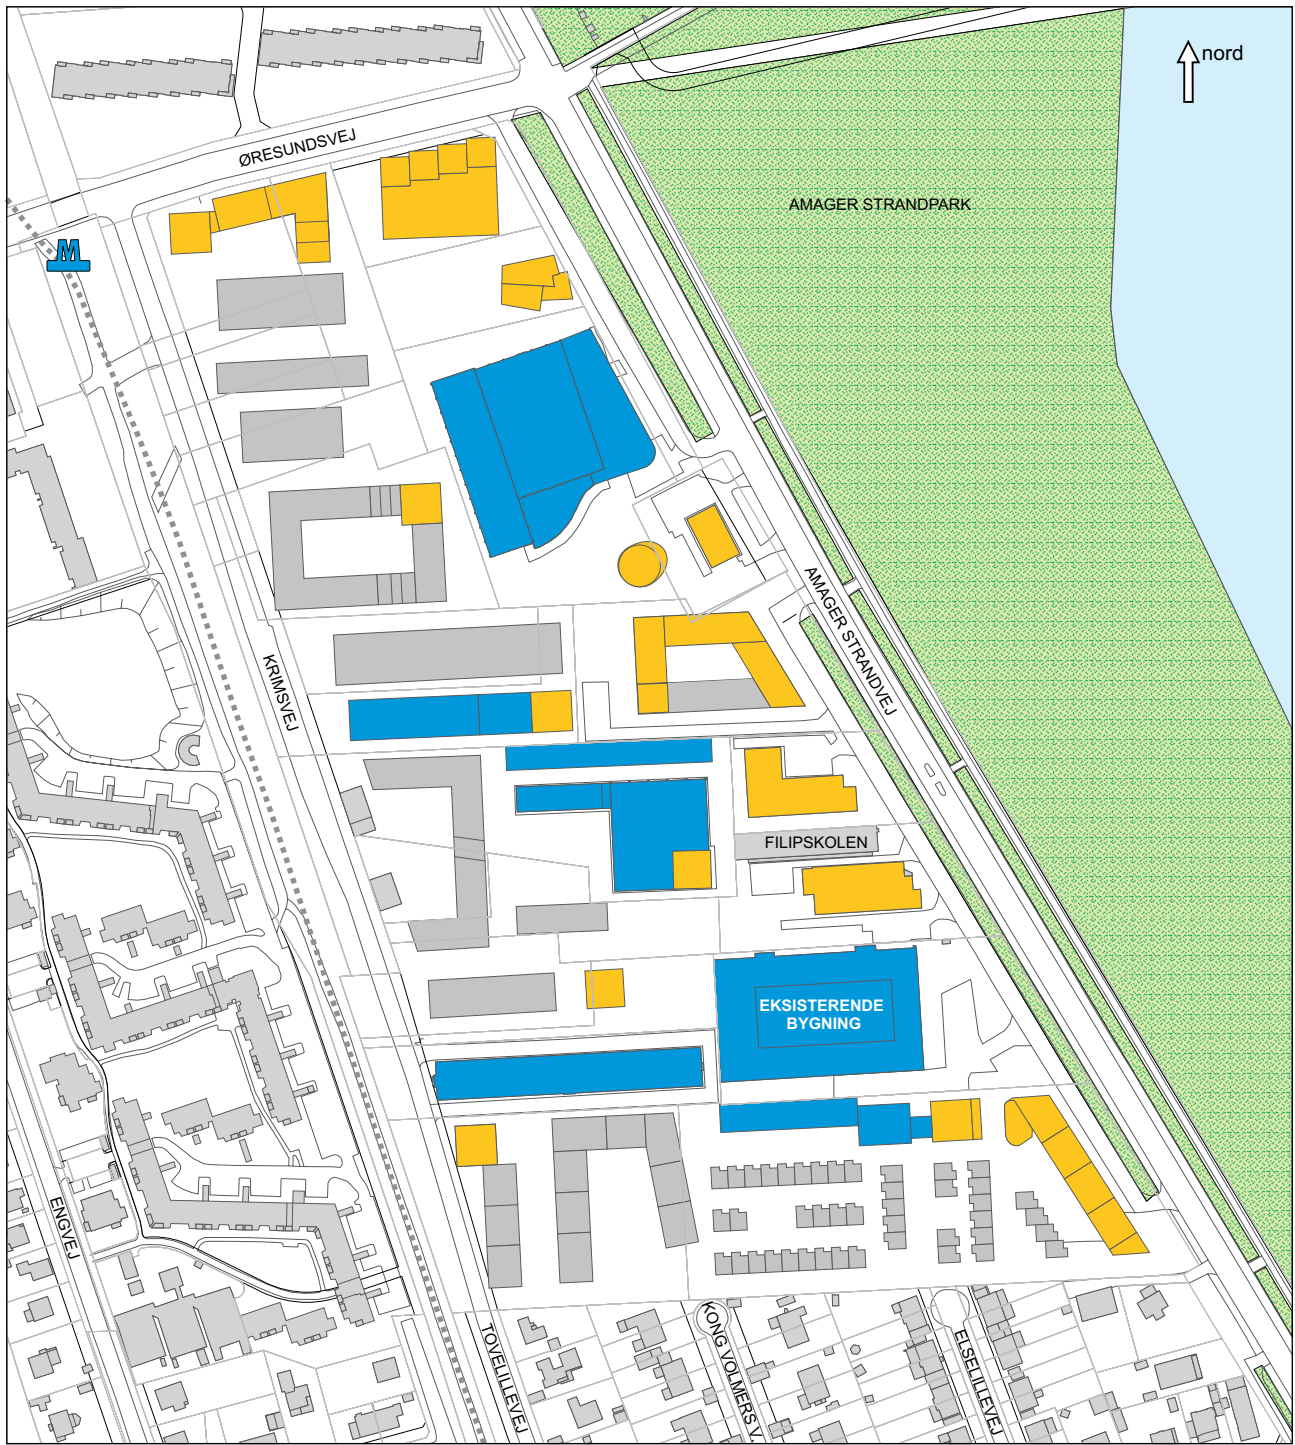 nord
ØRESUNDSVEJ
AMAGER STRANDPARK
M
AMAGER STRANDVEJ
KRIMSVEJ
FILIPSKOLEN
EKSISTERENDE
BYGNING
ENGVEJ
TOVELILLEVEJ
KONG VOLMERS V.
ELSELILLEVEJ